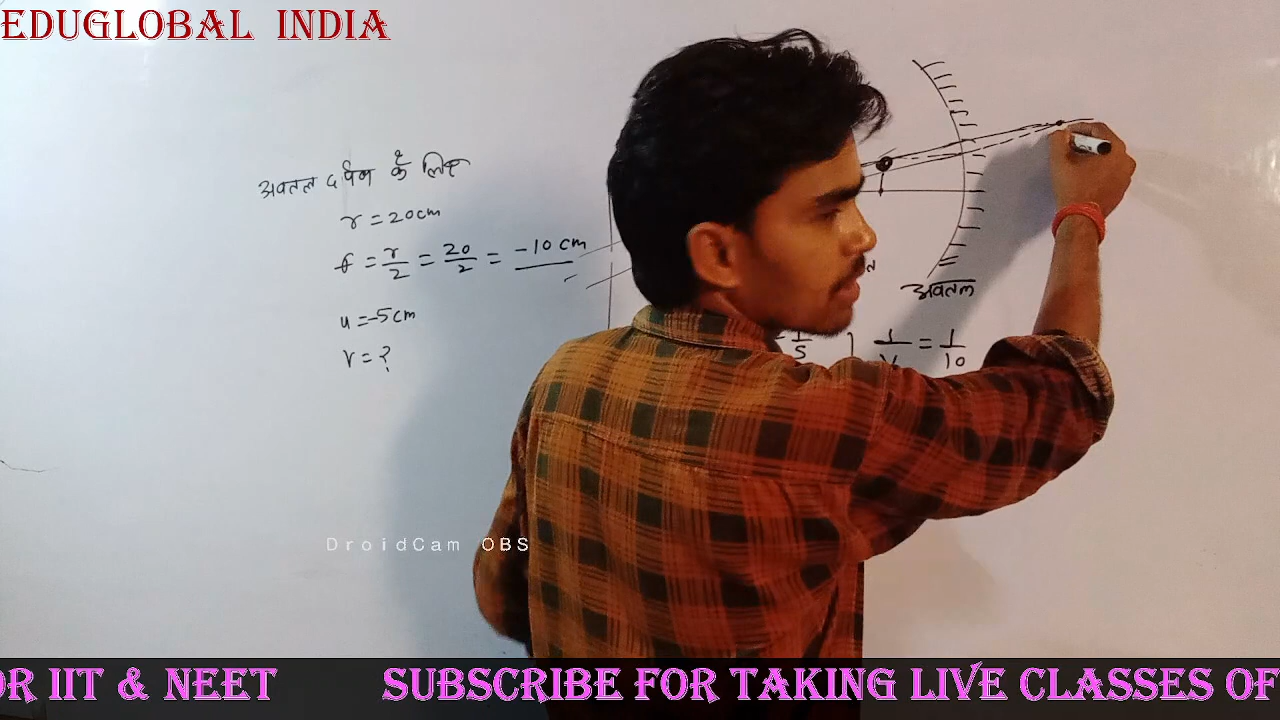 EDUGLOBAL INDIA
अवतल दर्पण के लिए
r = 20cm
f = r/2 = 20/2 = -10 cm
u = -5cm
v = ?
अवतल
1/5 1/v = 1/10
DroidCam OBS
OR IIT & NEET SUBSCRIBE FOR TAKING LIVE CLASSES OF